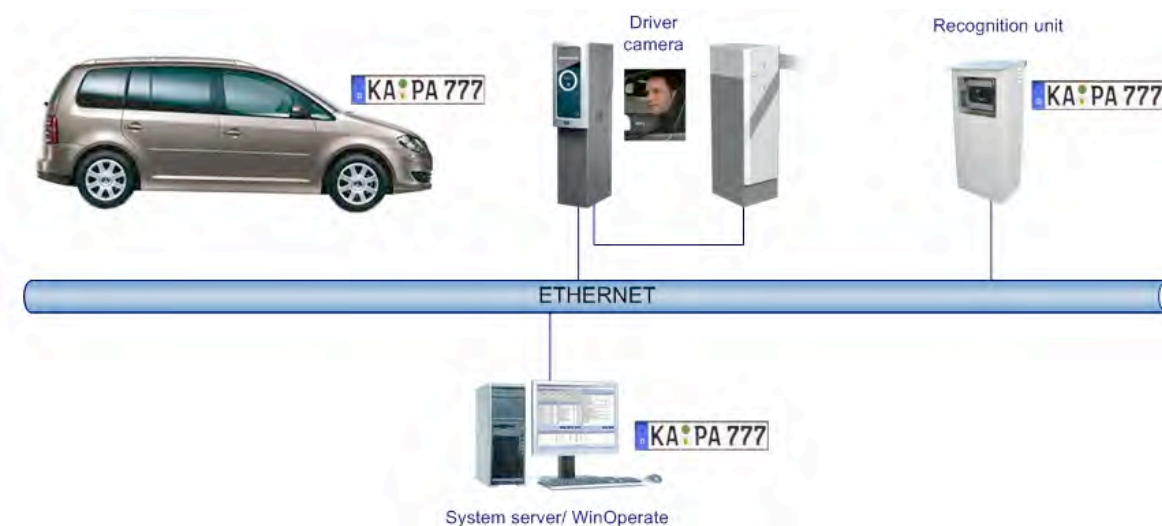 Driver
camera
Recognition unit
KA PA 777
KA PA 777
ETHERNET
KA PA 777
System server/ WinOperate